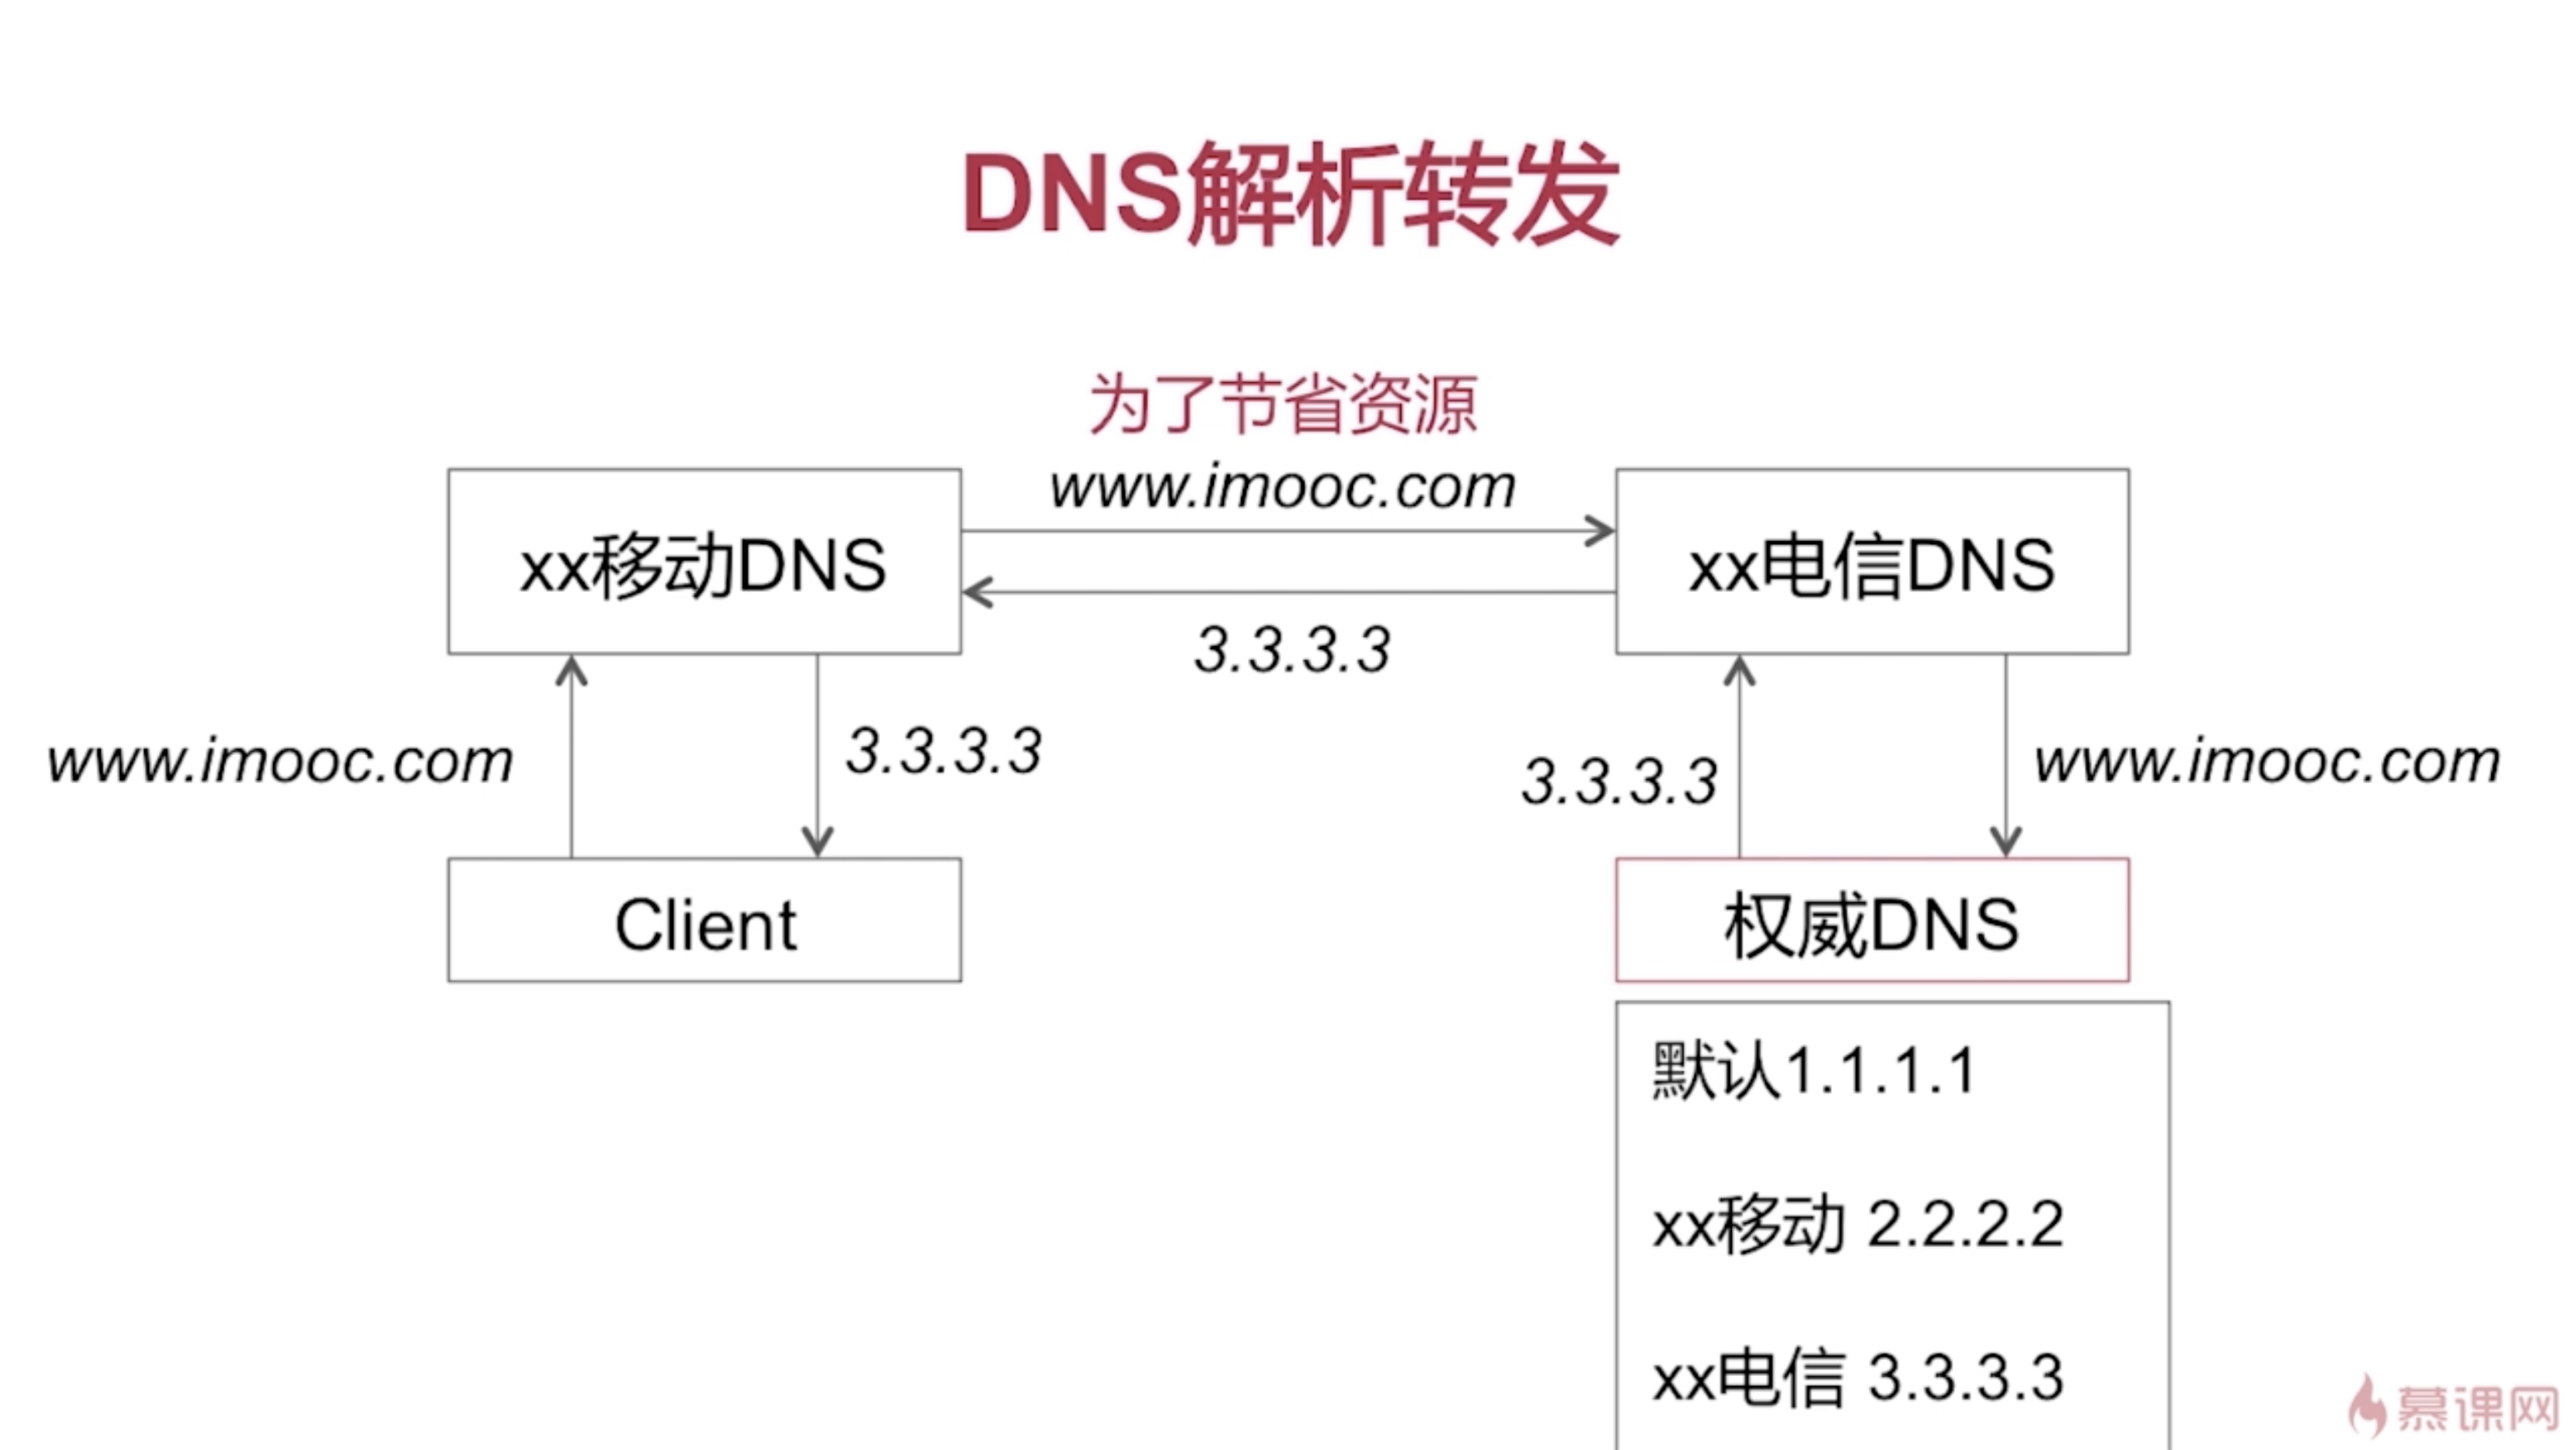 DNS解析转发
为了节省资源
www.imooc.com
xx移动DNS
xx电信DNS
3.3.3.3
www.imooc.com
3.3.3.3
3.3.3.3
www.imooc.com
Client
权威DNS
默认1.1.1.1
xx移动 2.2.2.2
xx电信 3.3.3.3
慕课网